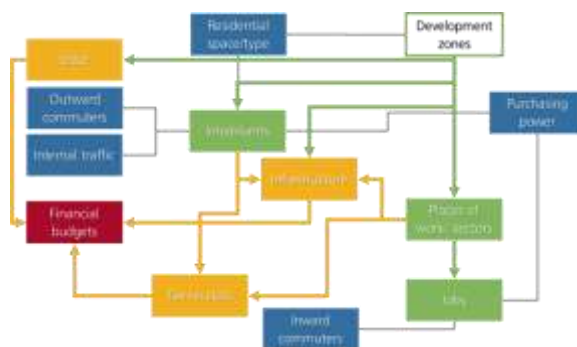 Residential
space/type
Development
zones
Outward
commuters
Purchasing
power
Inhabitants
Internal traffic
Infrastructure
Financial
budgets
Places of
work/ sectors
Jobs
Inward
commuters